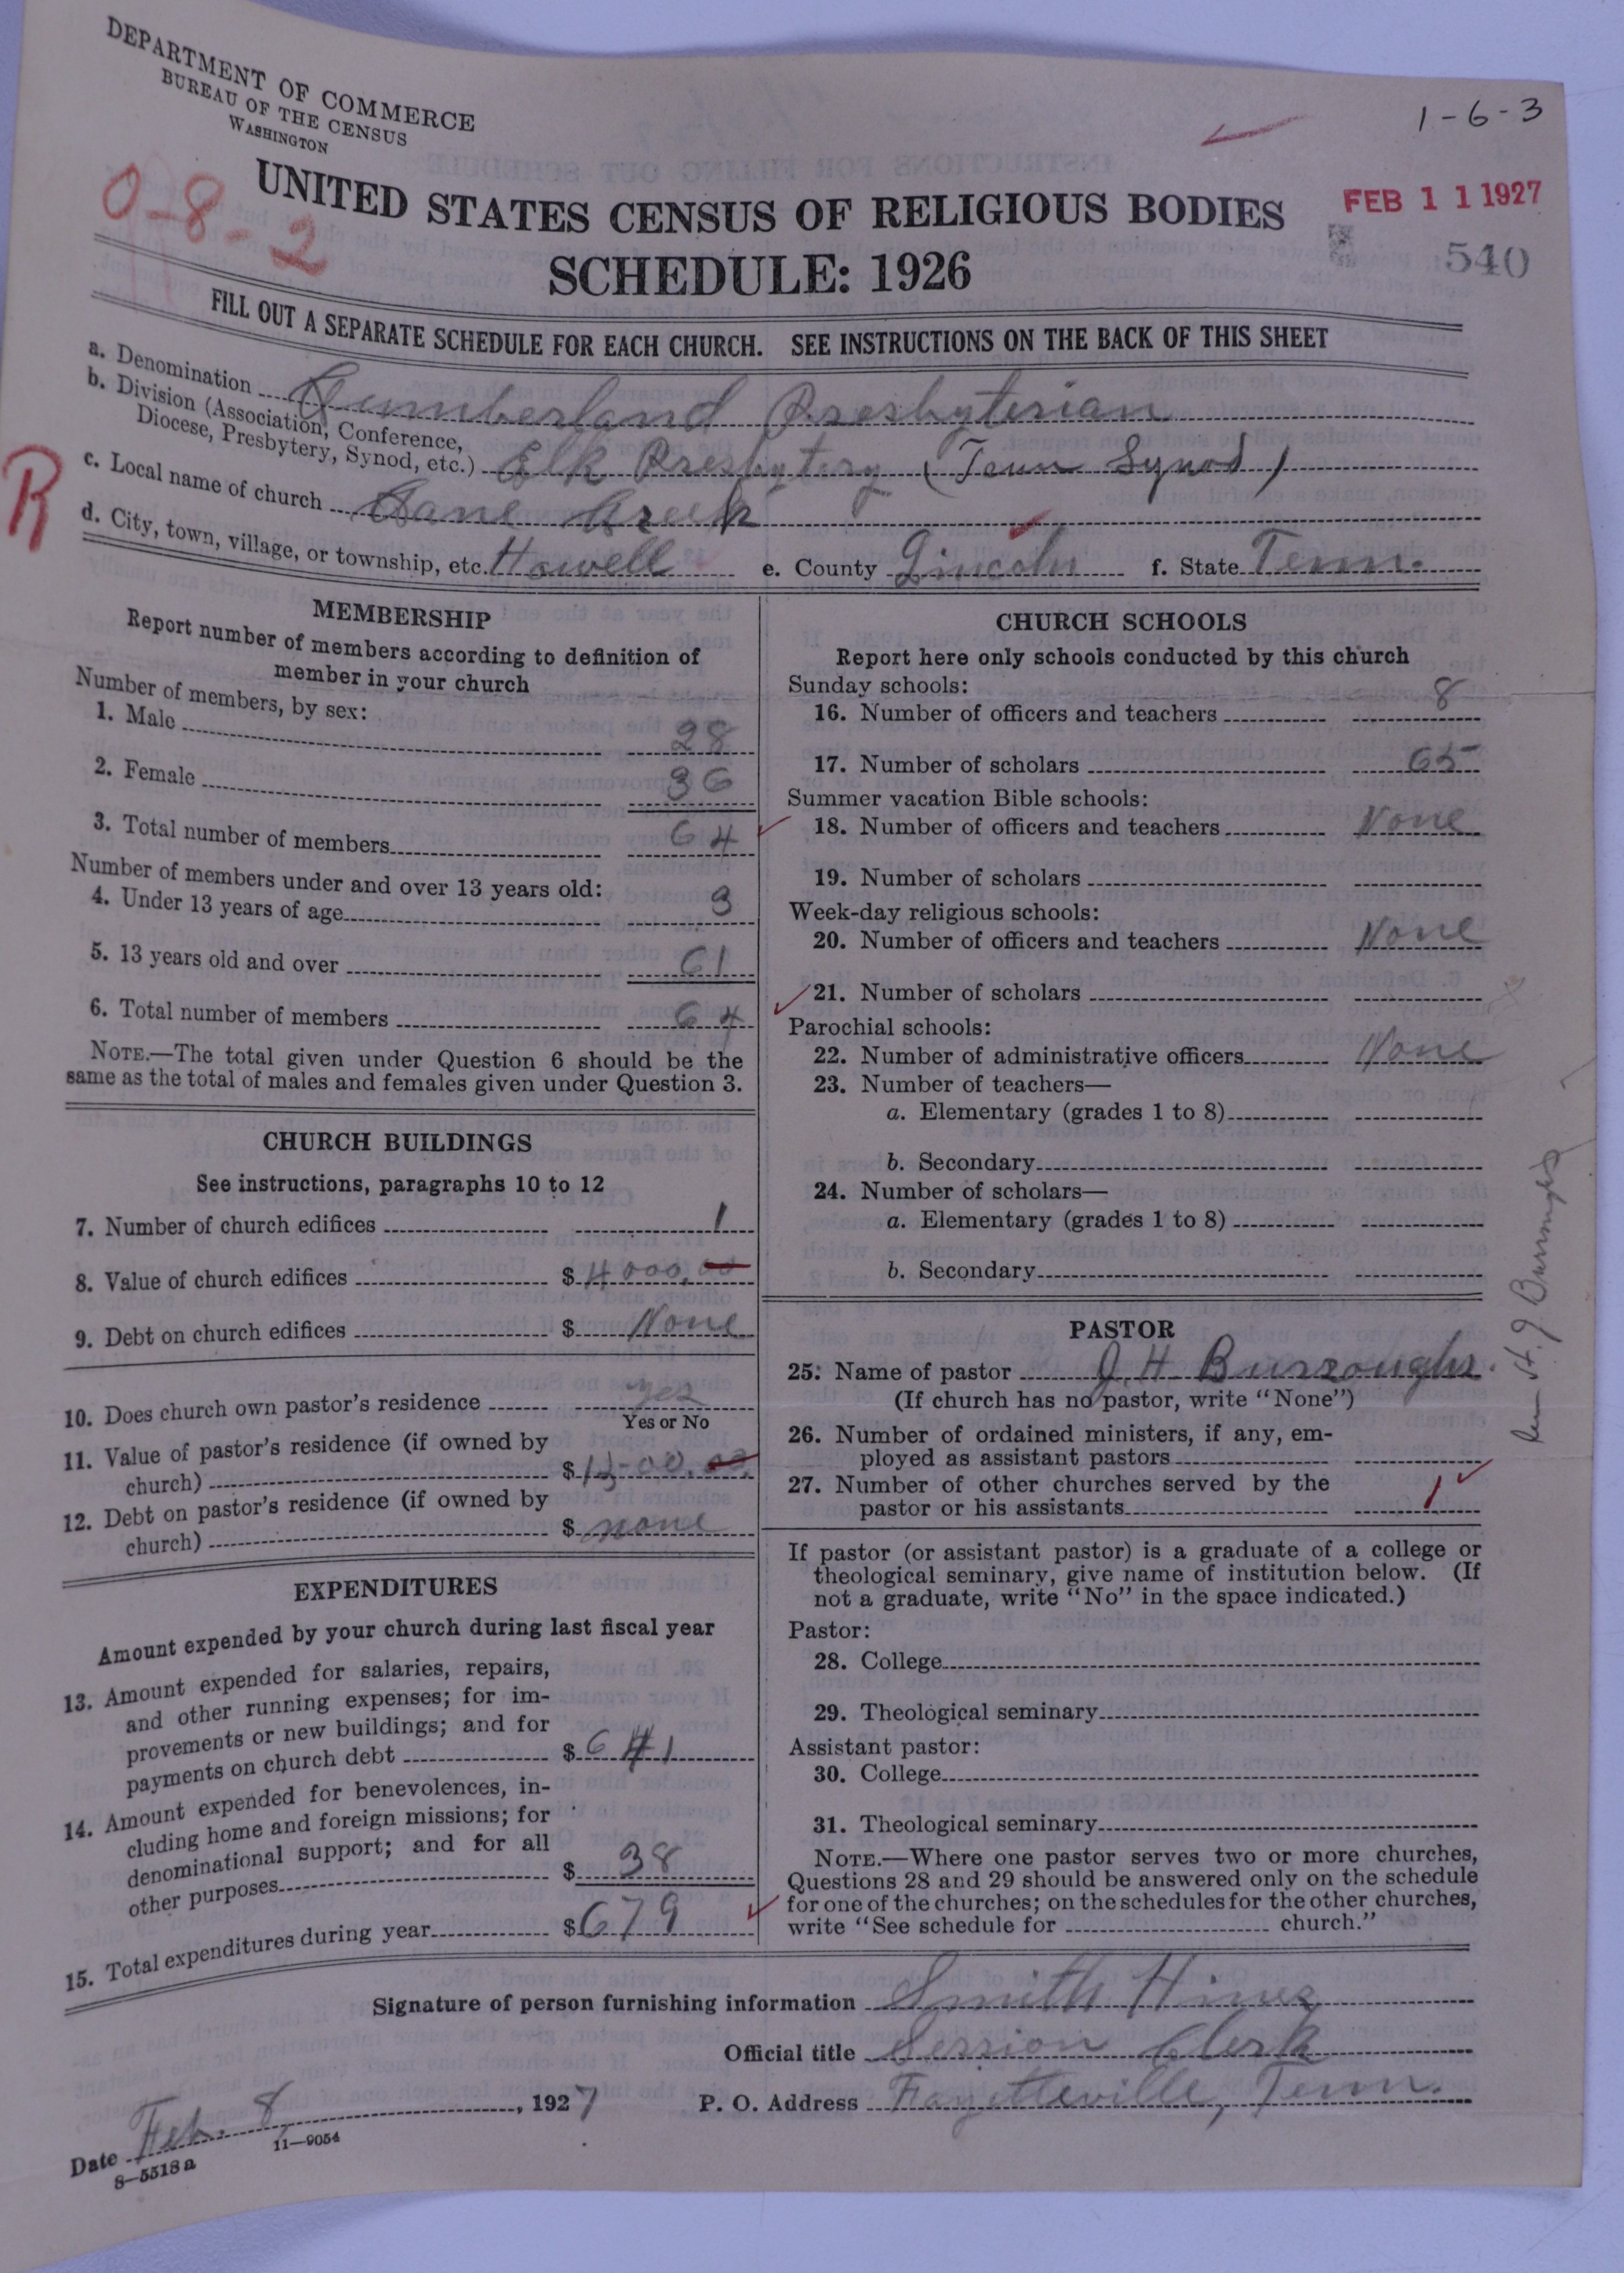 DEPARTMENT OF COMMERCE
BUREAU OF THE CENSUS
WASHINGTON
1-6-3
0-8-2
UNITED STATES CENSUS OF RELIGIOUS BODIES
FEB 11 1927
SCHEDULE: 1926
540
FILL OUT A SEPARATE SCHEDULE FOR EACH CHURCH. SEE INSTRUCTIONS ON THE BACK OF THIS SHEET
a. Denomination Cumberland Presbyterian
b. Division (Association, Conference,
Diocese, Presbytery, Synod, etc.) Elk Presbytery (Tenn Synod)
R
c. Local name of church Cane Creek
d. City, town, village, or township, etc. Howell e. County Lincoln f. State Tenn.
MEMBERSHIP
Report number of members according to definition of
member in your church
Number of members, by sex:
1. Male 28
2. Female 36
3. Total number of members 64
Number of members under and over 13 years old:
4. Under 13 years of age 3
5. 13 years old and over 61
6. Total number of members 64
NOTE.—The total given under Question 6 should be the
same as the total of males and females given under Question 3.
CHURCH BUILDINGS
See instructions, paragraphs 10 to 12
7. Number of church edifices 1
8. Value of church edifices $ 4000.00
9. Debt on church edifices $ None
10. Does church own pastor's residence yes
Yes or No
11. Value of pastor's residence (if owned by
church) $ 1500.00
12. Debt on pastor's residence (if owned by
church) $ none
EXPENDITURES
Amount expended by your church during last fiscal year
13. Amount expended for salaries, repairs,
and other running expenses; for im-
provements or new buildings; and for
payments on church debt $ 641
14. Amount expended for benevolences, in-
cluding home and foreign missions; for
denominational support; and for all
other purposes $ 38
15. Total expenditures during year $ 679
CHURCH SCHOOLS
Report here only schools conducted by this church
Sunday schools:
16. Number of officers and teachers 8
17. Number of scholars 65
Summer vacation Bible schools:
18. Number of officers and teachers None
19. Number of scholars
Week-day religious schools:
20. Number of officers and teachers None
21. Number of scholars
Parochial schools:
22. Number of administrative officers None
23. Number of teachers—
a. Elementary (grades 1 to 8)
b. Secondary
24. Number of scholars—
a. Elementary (grades 1 to 8)
b. Secondary
PASTOR
25. Name of pastor J. H. Burroughs.
(If church has no pastor, write "None")
26. Number of ordained ministers, if any, em-
ployed as assistant pastors
27. Number of other churches served by the
pastor or his assistants 1
If pastor (or assistant pastor) is a graduate of a college or
theological seminary, give name of institution below. (If
not a graduate, write "No" in the space indicated.)
Pastor:
28. College
29. Theological seminary
Assistant pastor:
30. College
31. Theological seminary
NOTE.—Where one pastor serves two or more churches,
Questions 28 and 29 should be answered only on the schedule
for one of the churches; on the schedules for the other churches,
write "See schedule for church."
Rev H. J. Burroughs
Signature of person furnishing information Smith Hines
Official title Session Clerk
Date Feb. 8, 1927 P. O. Address Fayetteville, Tenn.
8—5518a 11—9054